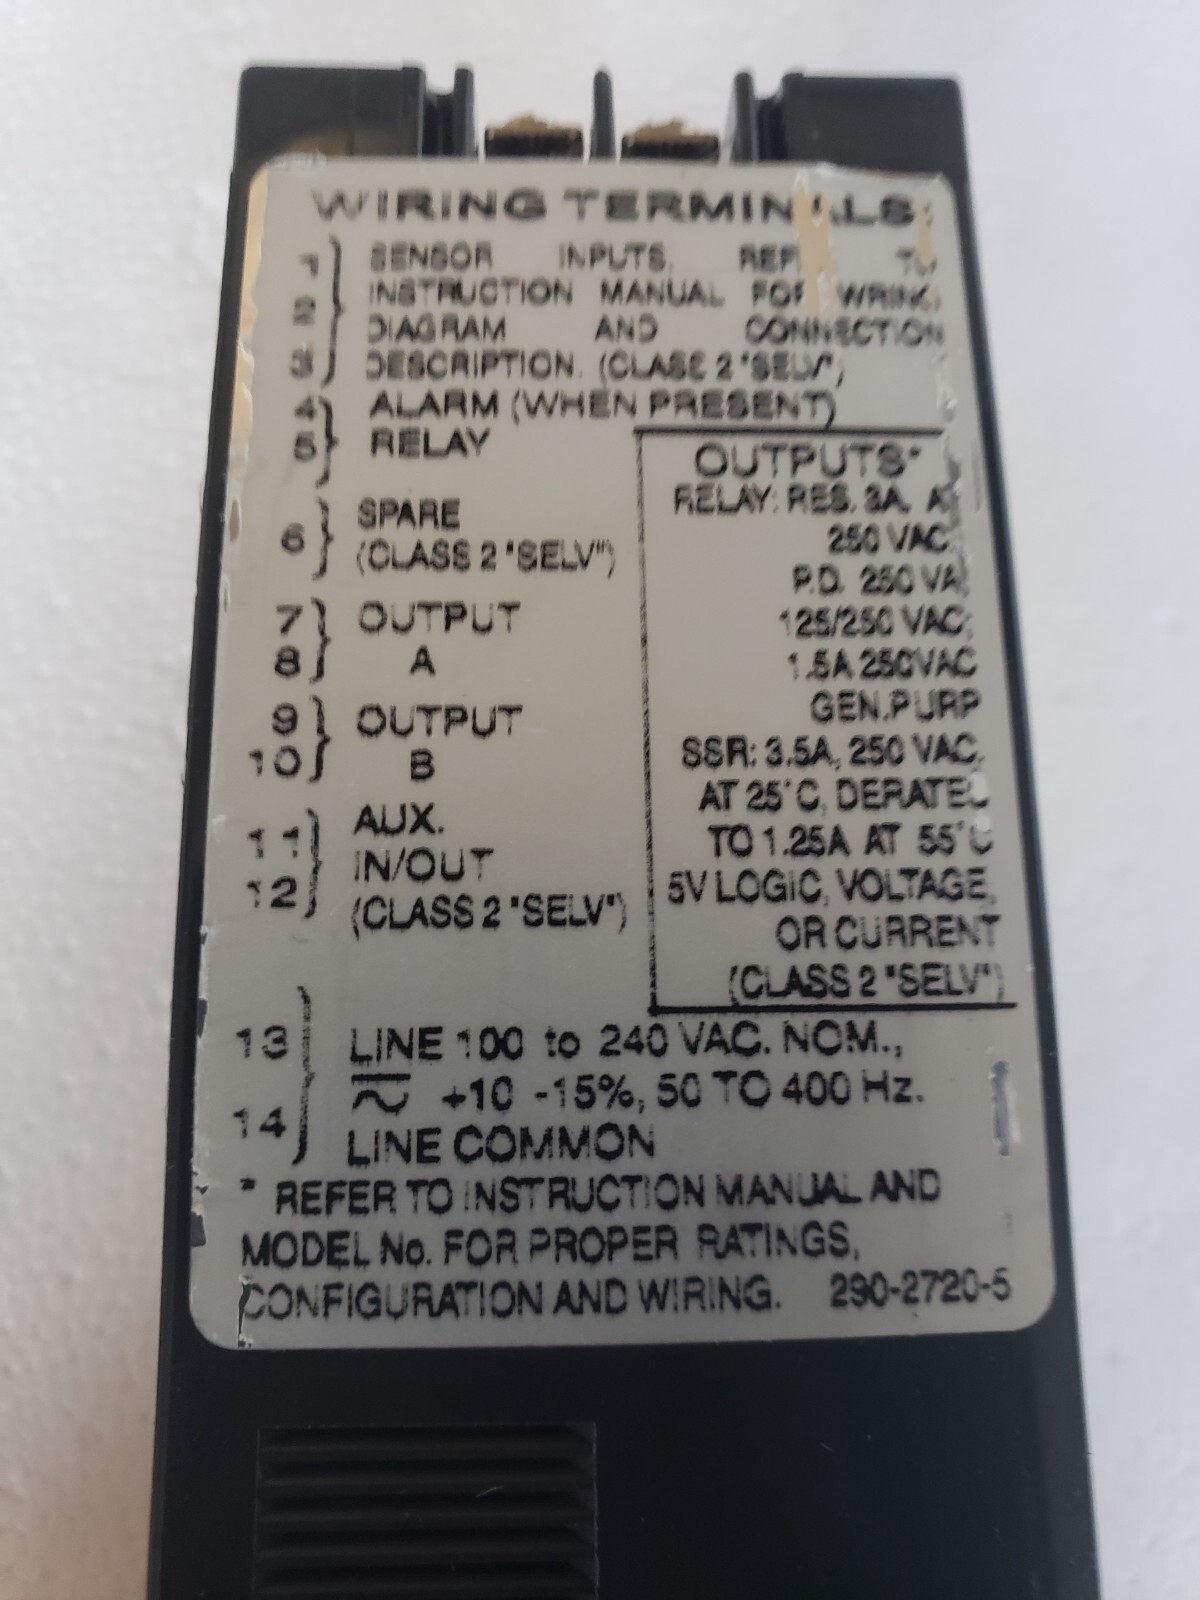 WIRING TERMINALS:
1 SENSOR INPUTS. TO
2 INSTRUCTION MANUAL FOR WRING
DIAGRAM AND CONNECTION
3 DESCRIPTION. (CLASS 2 "SELV")
4 ALARM (WHEN PRESENT)
5 RELAY
6 SPARE
(CLASS 2 "SELV")
7 OUTPUT
8 A
9 OUTPUT
10 B
11 AUX.
IN/OUT
12 (CLASS 2 "SELV")
OUTPUTS*
RELAY: RES. 3A.
250 VAC
P.D. 250 VA,
125/250 VAC;
1.5A 250VAC
GEN.PURP
SSR: 3.5A, 250 VAC,
AT 25°C, DERATED
TO 1.25A AT 55°C
5V LOGIC, VOLTAGE,
OR CURRENT
(CLASS 2 "SELV")
13 LINE 100 to 240 VAC. NOM.,
+10 -15%, 50 TO 400 Hz.
14 LINE COMMON
* REFER TO INSTRUCTION MANUAL AND
MODEL No. FOR PROPER RATINGS,
CONFIGURATION AND WIRING. 290-2720-5